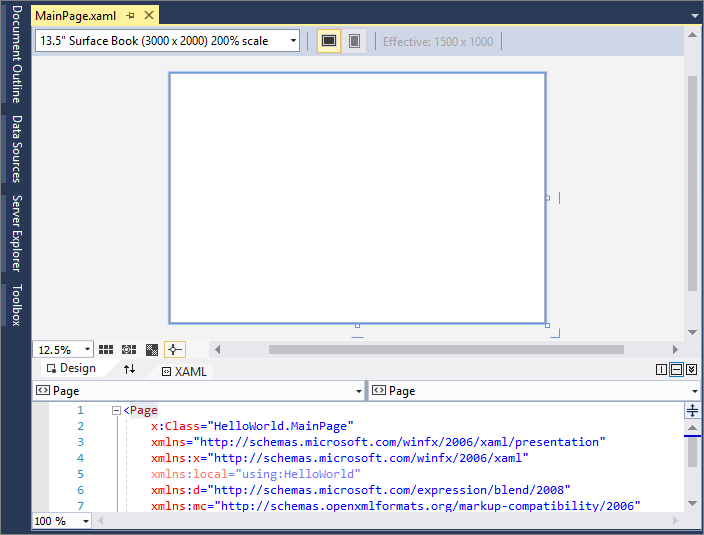 MainPage.xaml
13.5" Surface Book (3000 x 2000) 200% scale
Effective: 1500 x 1000
Document Outline
Data Sources
Server Explorer
Toolbox
12.5%
Design
XAML
Page
Page
1 <Page
2 x:Class="HelloWorld.MainPage"
3 xmlns="http://schemas.microsoft.com/winfx/2006/xaml/presentation"
4 xmlns:x="http://schemas.microsoft.com/winfx/2006/xaml"
5 xmlns:local="using:HelloWorld"
6 xmlns:d="http://schemas.microsoft.com/expression/blend/2008"
7 xmlns:mc="http://schemas.openxmlformats.org/markup-compatibility/2006"
100 %